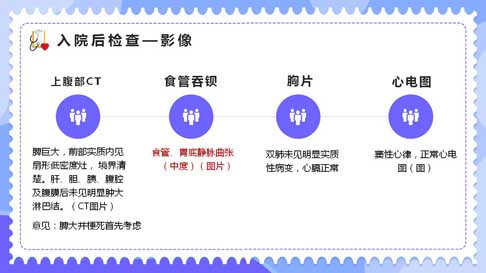 入院后检查—影像
上腹部CT
脾巨大，前部实质内见
扇形低密度灶， 境界清
楚。肝、胆、胰、腹腔
及腹膜后未见明显肿大
淋巴结。（CT图片）
意见：脾大并梗死首先考虑
食管吞钡
食管、胃底静脉曲张
（中度）（图片）
胸片
双肺未见明显实质
性病变，心膈正常
心电图
窦性心律，正常心电
图（图）